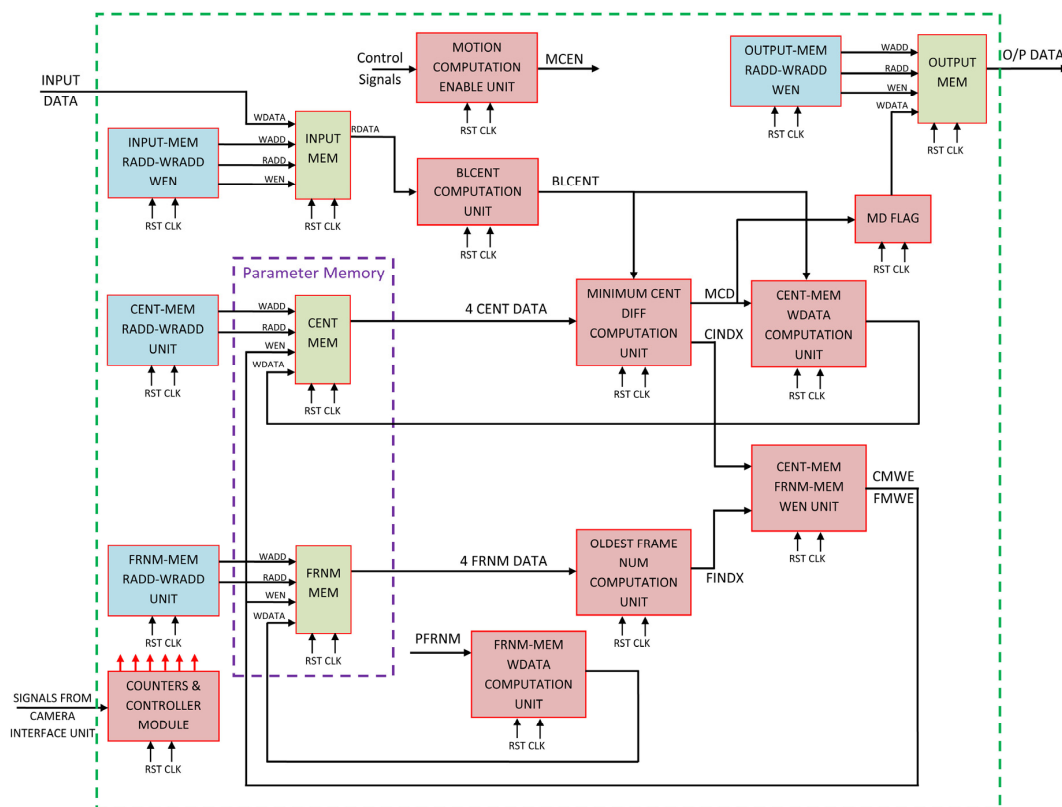 INPUT
DATA
Control
Signals
MOTION
COMPUTATION
ENABLE UNIT
MCEN
RST CLK
OUTPUT-MEM
RADD-WRADD
WEN
RST CLK
WADD
RADD
WEN
WDATA
OUTPUT
MEM
RST CLK
O/P DATA
INPUT-MEM
RADD-WRADD
WEN
RST CLK
WDATA
WADD
RADD
WEN
INPUT
MEM
RST CLK
RDATA
BLCENT
COMPUTATION
UNIT
RST CLK
BLCENT
MD FLAG
RST CLK
Parameter Memory
CENT-MEM
RADD-WRADD
UNIT
RST CLK
WADD
RADD
WEN
WDATA
CENT
MEM
RST CLK
4 CENT DATA
MINIMUM CENT
DIFF
COMPUTATION
UNIT
RST CLK
MCD
CINDX
CENT-MEM
WDATA
COMPUTATION
UNIT
RST CLK
CENT-MEM
FRNM-MEM
WEN UNIT
RST CLK
CMWE
FMWE
FRNM-MEM
RADD-WRADD
UNIT
RST CLK
WADD
RADD
WEN
WDATA
FRNM
MEM
RST CLK
4 FRNM DATA
OLDEST FRAME
NUM
COMPUTATION
UNIT
RST CLK
FINDX
PFRNM
FRNM-MEM
WDATA
COMPUTATION
UNIT
RST CLK
SIGNALS FROM
CAMERA
INTERFACE UNIT
COUNTERS &
CONTROLLER
MODULE
RST CLK